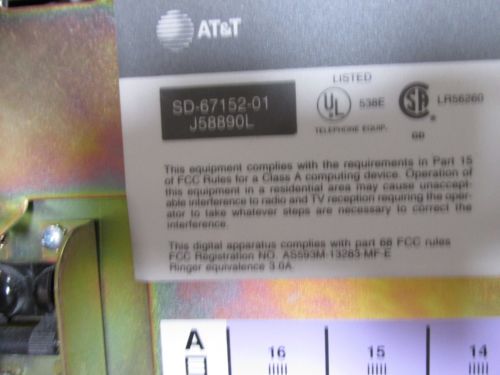 AT&T
LISTED
SD-67152-01
J58890L
UL
538E
SA
LR56260
TELEPHONE EQUIP.
This equipment complies with the requirements in Part 15
of FCC Rules for a Class A computing device. Operation of
this equipment in a residential area may cause unaccept-
able interference to radio and TV reception requiring the oper-
ator to take whatever steps are necessary to correct the
interference.
This digital apparatus complies with part 68 FCC rules
FCC Registration NO. AS593M-13283-MF-E
Ringer equivalence 3.0A.
A
16
15
14